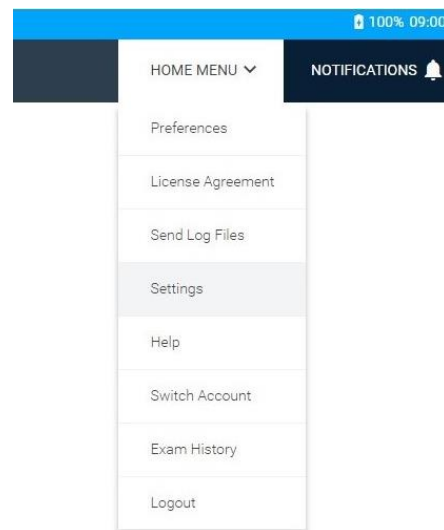 100% 09:00
HOME MENU
NOTIFICATIONS
Preferences
License Agreement
Send Log Files
Settings
Help
Switch Account
Exam History
Logout